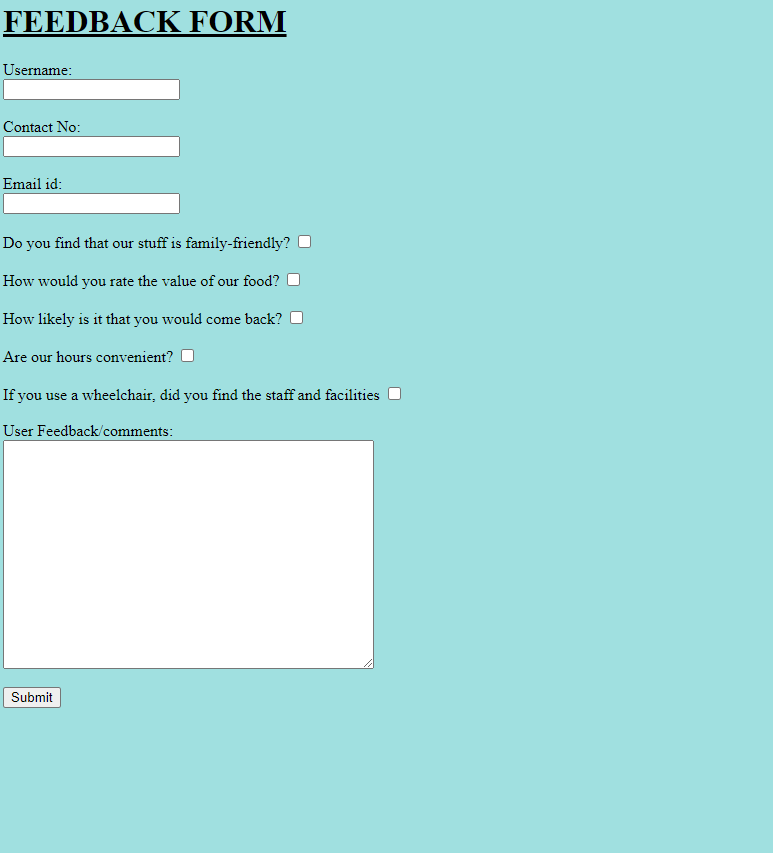 FEEDBACK FORM
Username:
Contact No:
Email id:
Do you find that our stuff is family-friendly?
How would you rate the value of our food?
How likely is it that you would come back?
Are our hours convenient?
If you use a wheelchair, did you find the staff and facilities
User Feedback/comments:
Submit